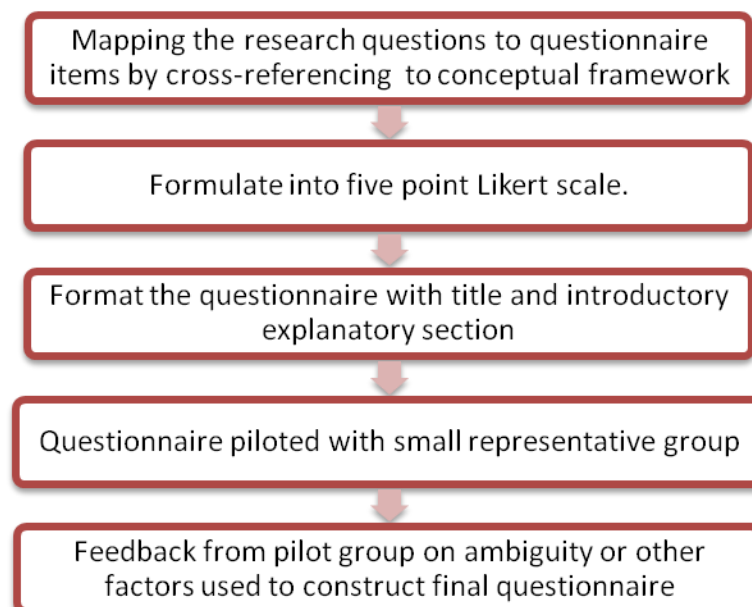 Mapping the research questions to questionnaire
items by cross-referencing to conceptual framework
Formulate into five point Likert scale.
Format the questionnaire with title and introductory
explanatory section
Questionnaire piloted with small representative group
Feedback from pilot group on ambiguity or other
factors used to construct final questionnaire